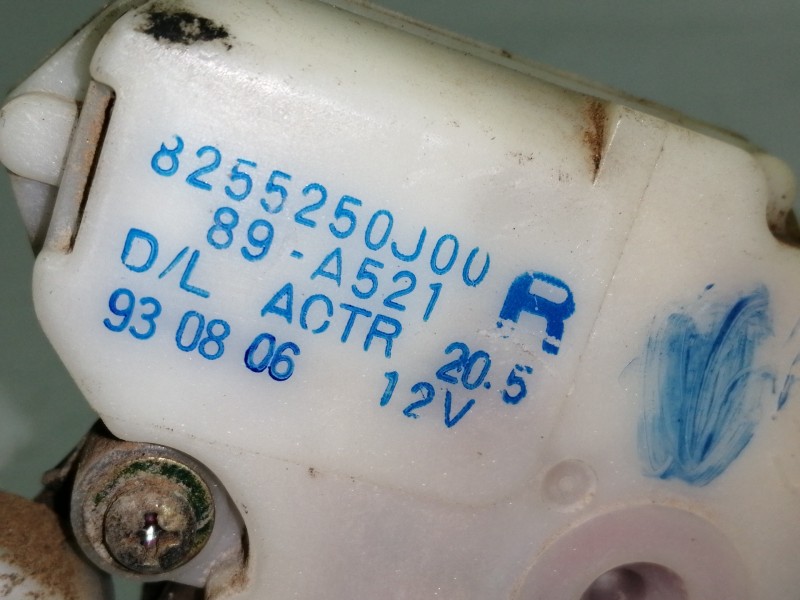 8255250J00
89-A521 R
D/L ACTR 20.5
93 08 06 12V